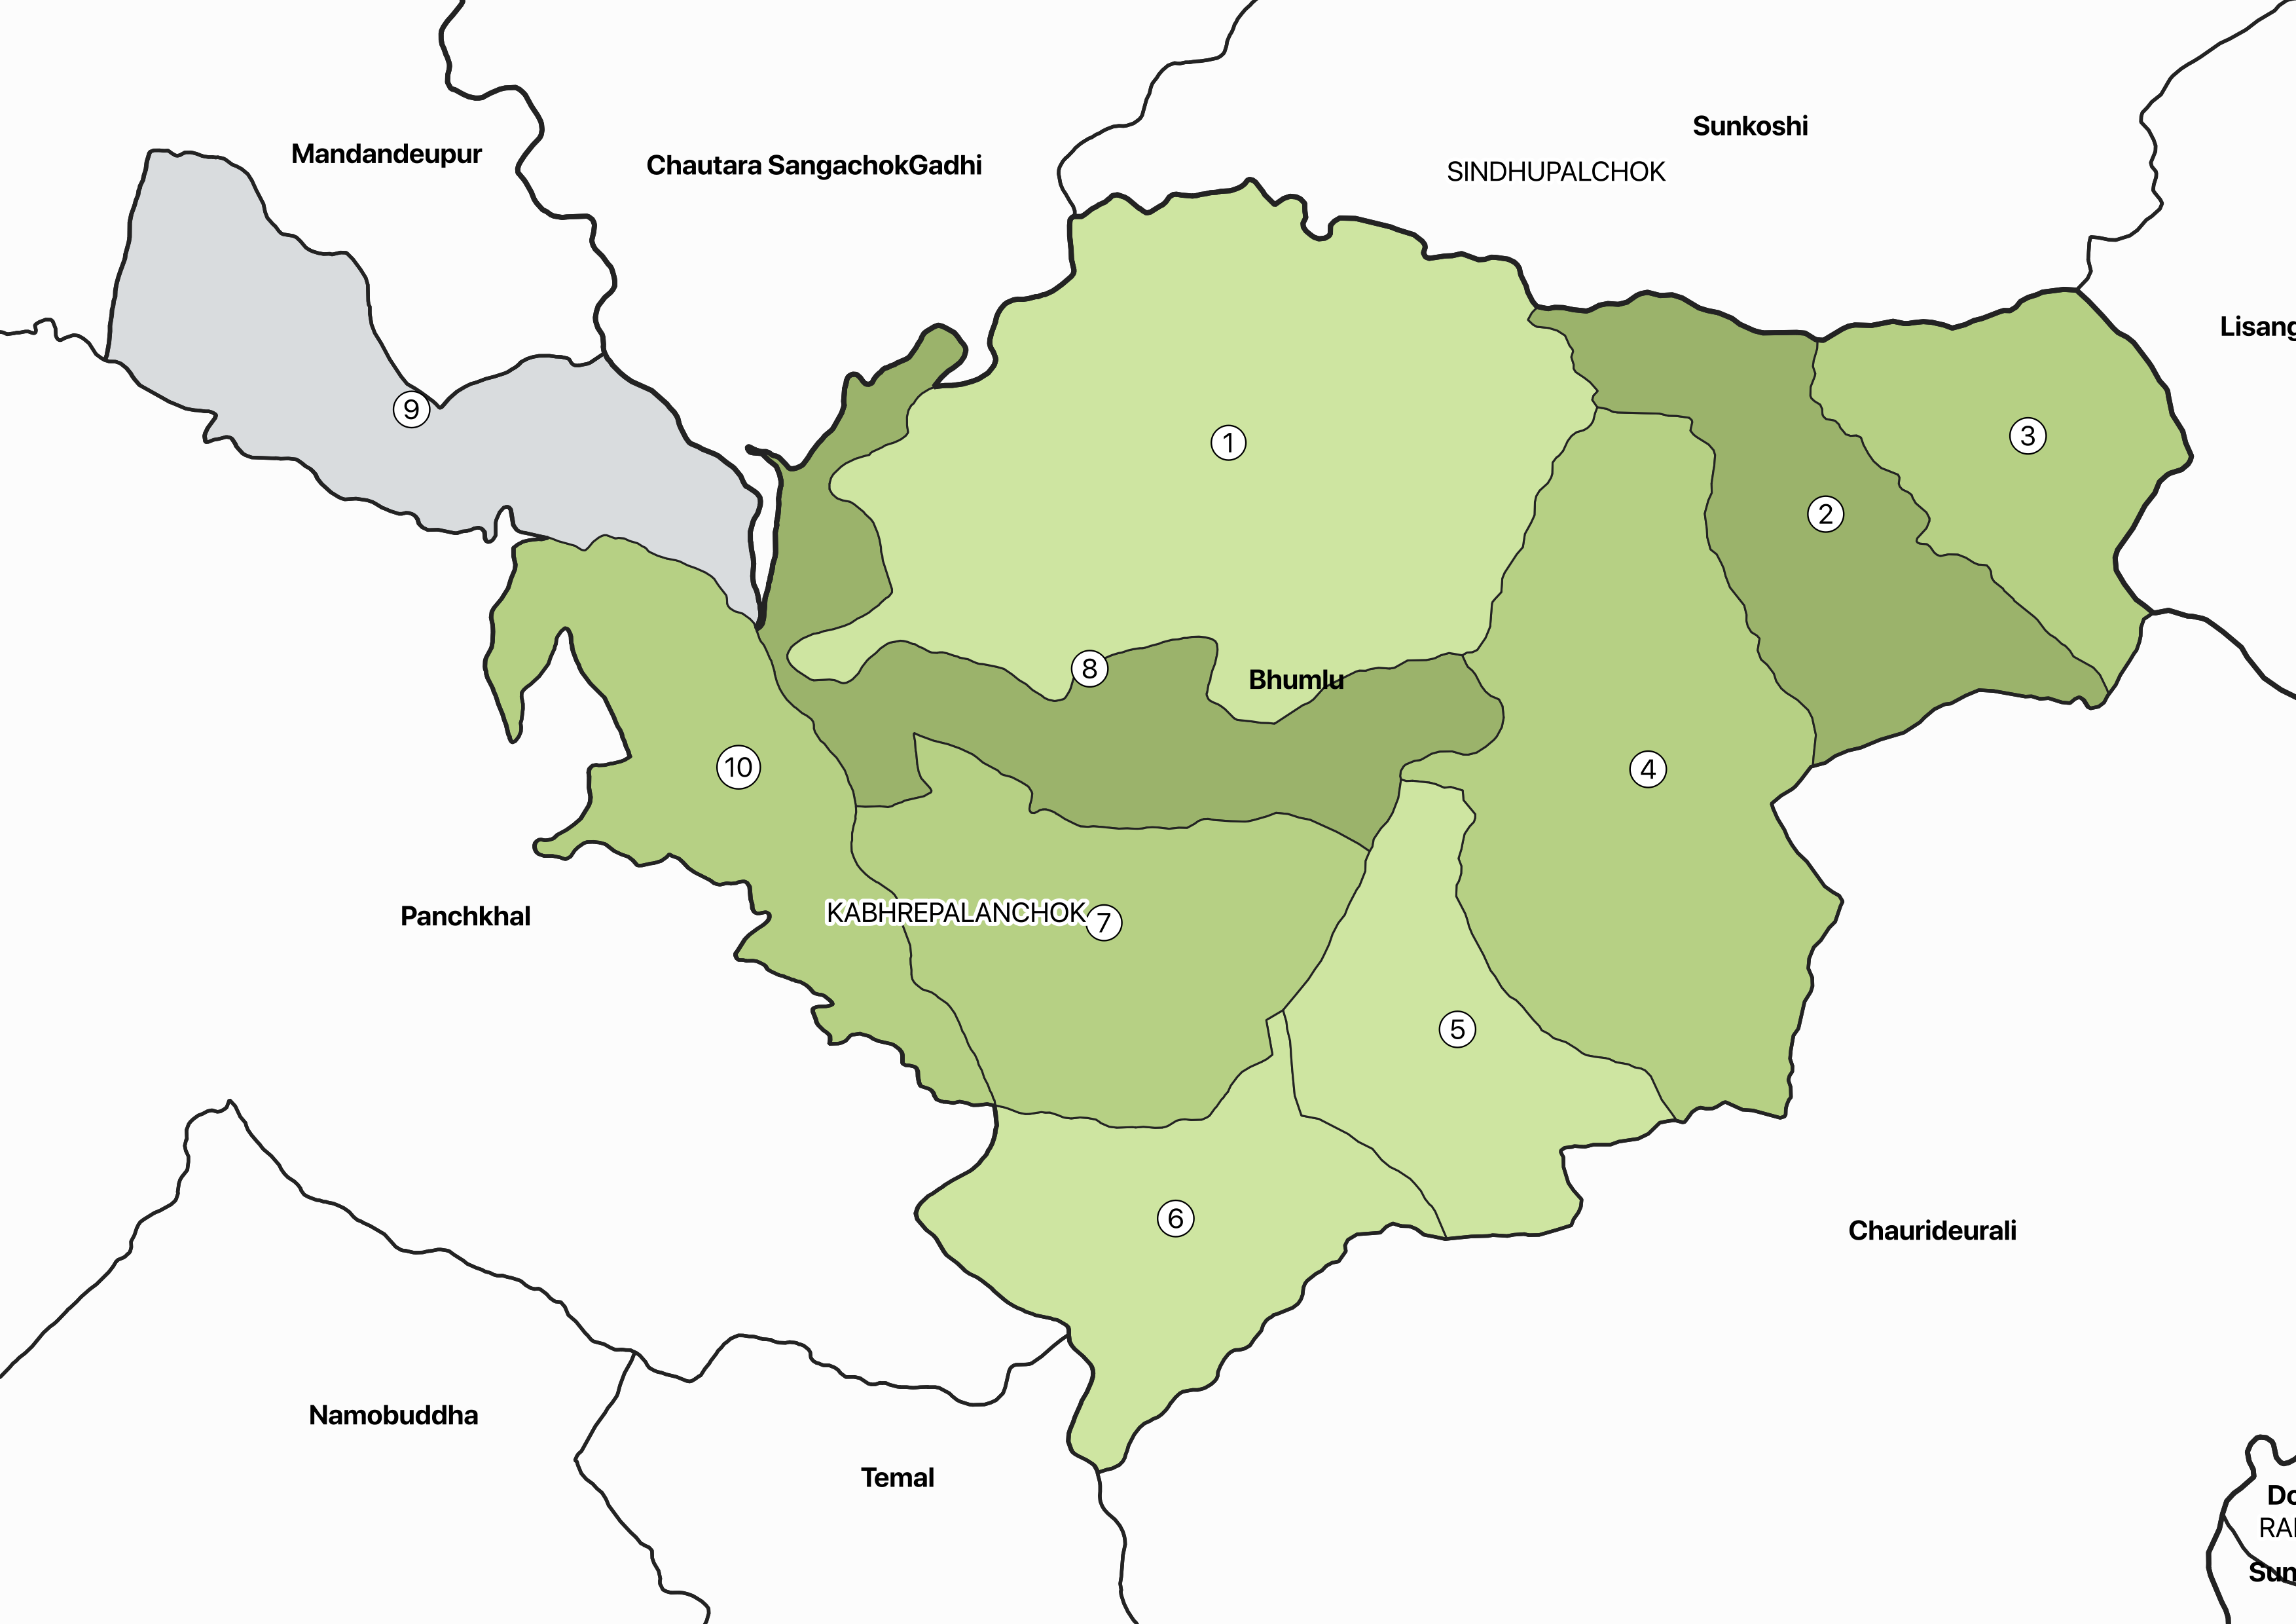 Sunkoshi
Mandandeupur
Chautara SangachokGadhi
SINDHUPALCHOK
Lisang
9
1
3
2
8
Bhumlu
10
4
Panchkhal
KABHREPALANCHOK
7
5
6
Chaurideurali
Namobuddha
Temal
Do
RA
Sun